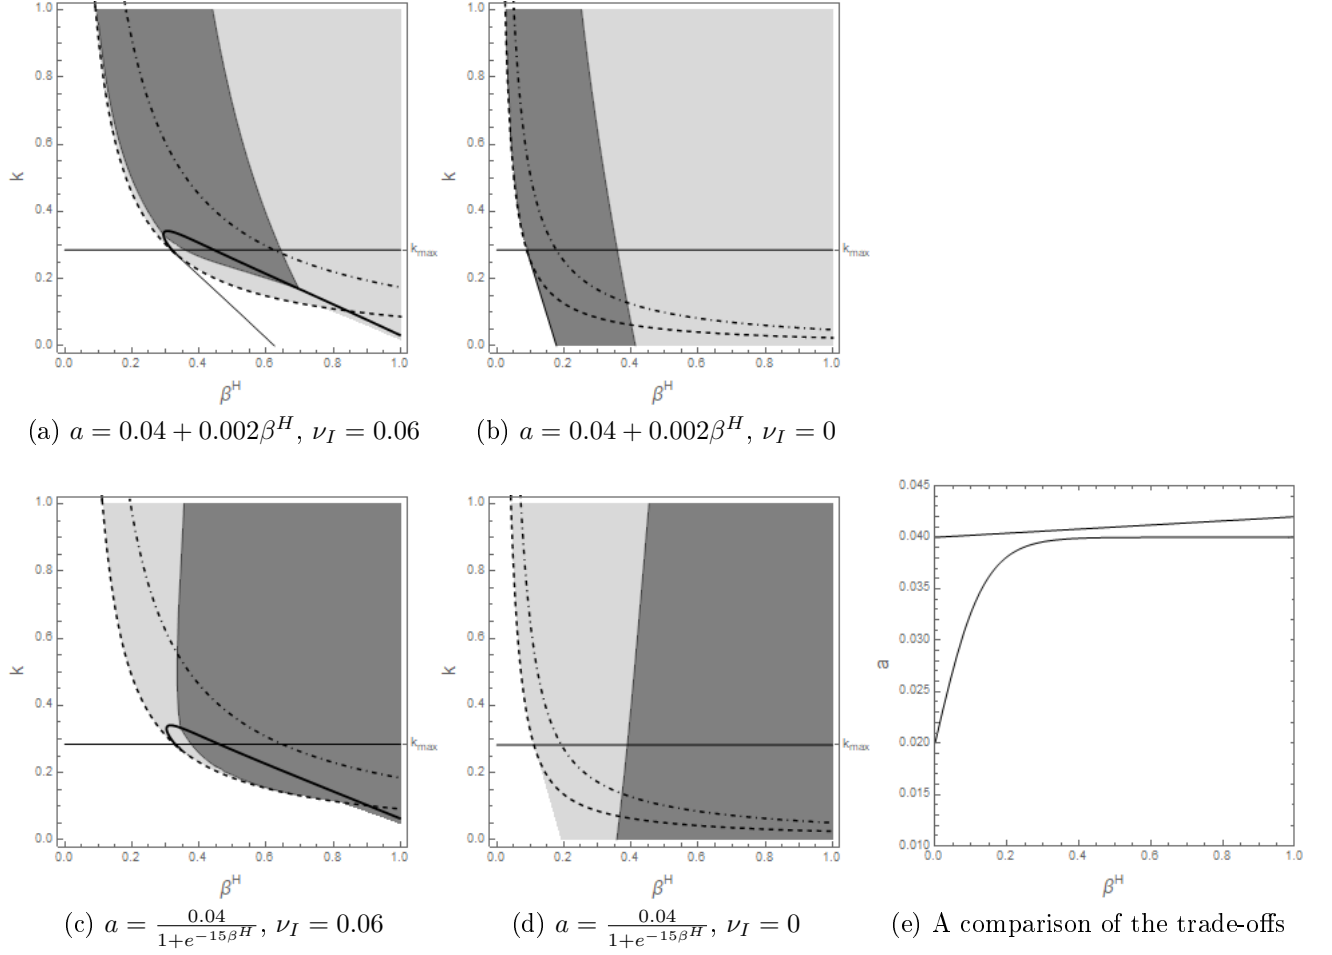 1.0
0.8
0.6
0.4
0.2
0.0
k
k_max
0.0 0.2 0.4 0.6 0.8 1.0
β^H
(a) a = 0.04 + 0.002β^H, ν_I = 0.06
1.0
0.8
0.6
0.4
0.2
0.0
k
k_max
0.0 0.2 0.4 0.6 0.8 1.0
β^H
(b) a = 0.04 + 0.002β^H, ν_I = 0
1.0
0.8
0.6
0.4
0.2
0.0
k
k_max
0.0 0.2 0.4 0.6 0.8 1.0
β^H
(c) a = 0.04/(1+e^{-15β^H}), ν_I = 0.06
1.0
0.8
0.6
0.4
0.2
0.0
k
k_max
0.0 0.2 0.4 0.6 0.8 1.0
β^H
(d) a = 0.04/(1+e^{-15β^H}), ν_I = 0
0.045
0.040
0.035
0.030
0.025
0.020
0.015
0.010
a
0.0 0.2 0.4 0.6 0.8 1.0
β^H
(e) A comparison of the trade-offs